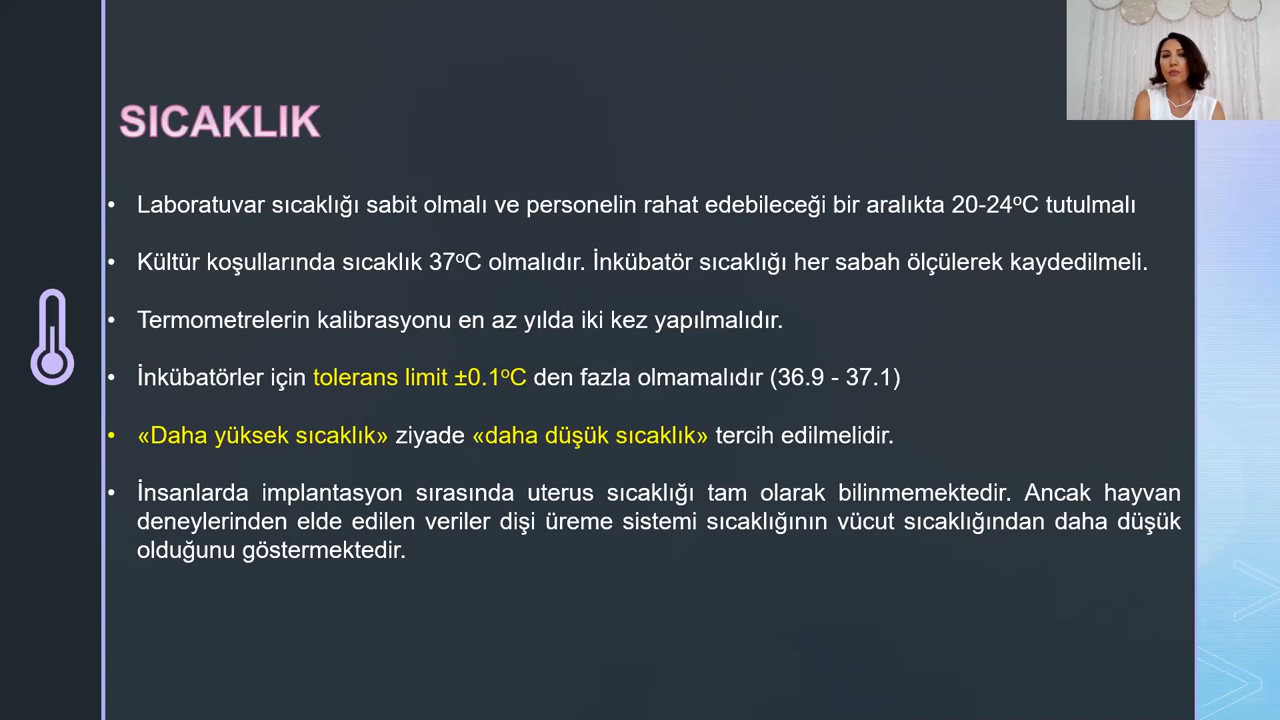 SICAKLIK
• Laboratuvar sıcaklığı sabit olmalı ve personelin rahat edebileceği bir aralıkta 20-24ᵒC tutulmalı
• Kültür koşullarında sıcaklık 37ᵒC olmalıdır. İnkübatör sıcaklığı her sabah ölçülerek kaydedilmeli.
• Termometrelerin kalibrasyonu en az yılda iki kez yapılmalıdır.
• İnkübatörler için tolerans limit ±0.1ᵒC den fazla olmamalıdır (36.9 - 37.1)
• «Daha yüksek sıcaklık» ziyade «daha düşük sıcaklık» tercih edilmelidir.
• İnsanlarda implantasyon sırasında uterus sıcaklığı tam olarak bilinmemektedir. Ancak hayvan
deneylerinden elde edilen veriler dişi üreme sistemi sıcaklığının vücut sıcaklığından daha düşük
olduğunu göstermektedir.